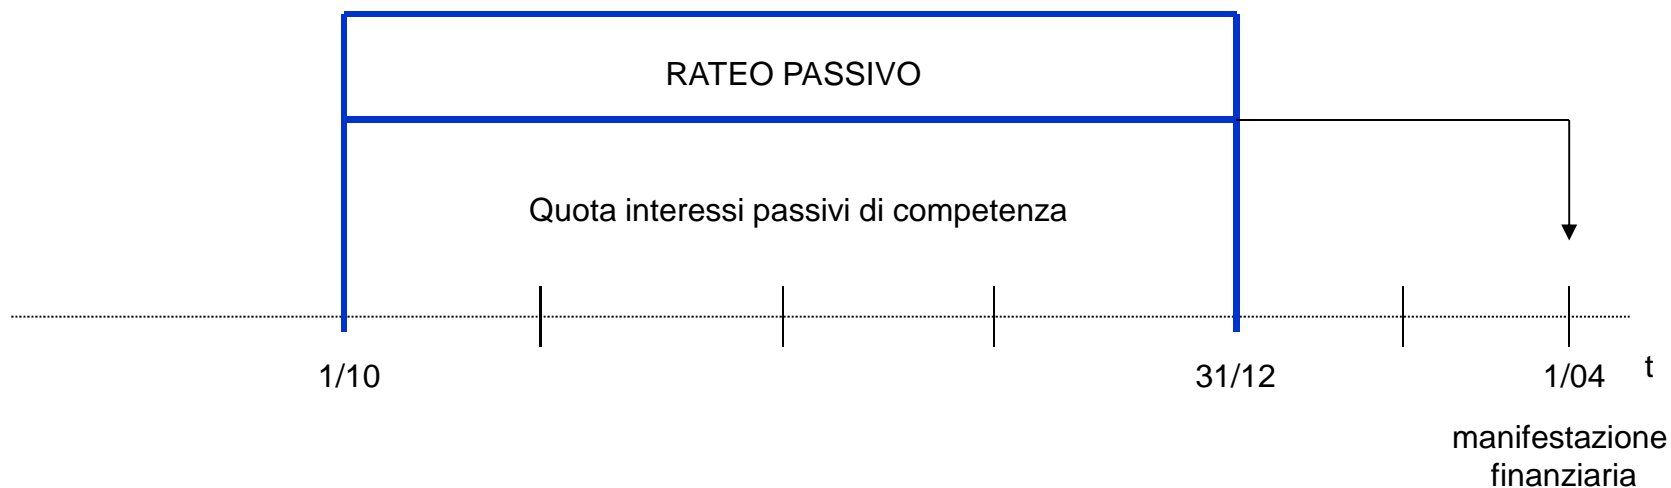 RATEO PASSIVO
Quota interessi passivi di competenza
1/10
31/12
1/04
t
manifestazione
finanziaria